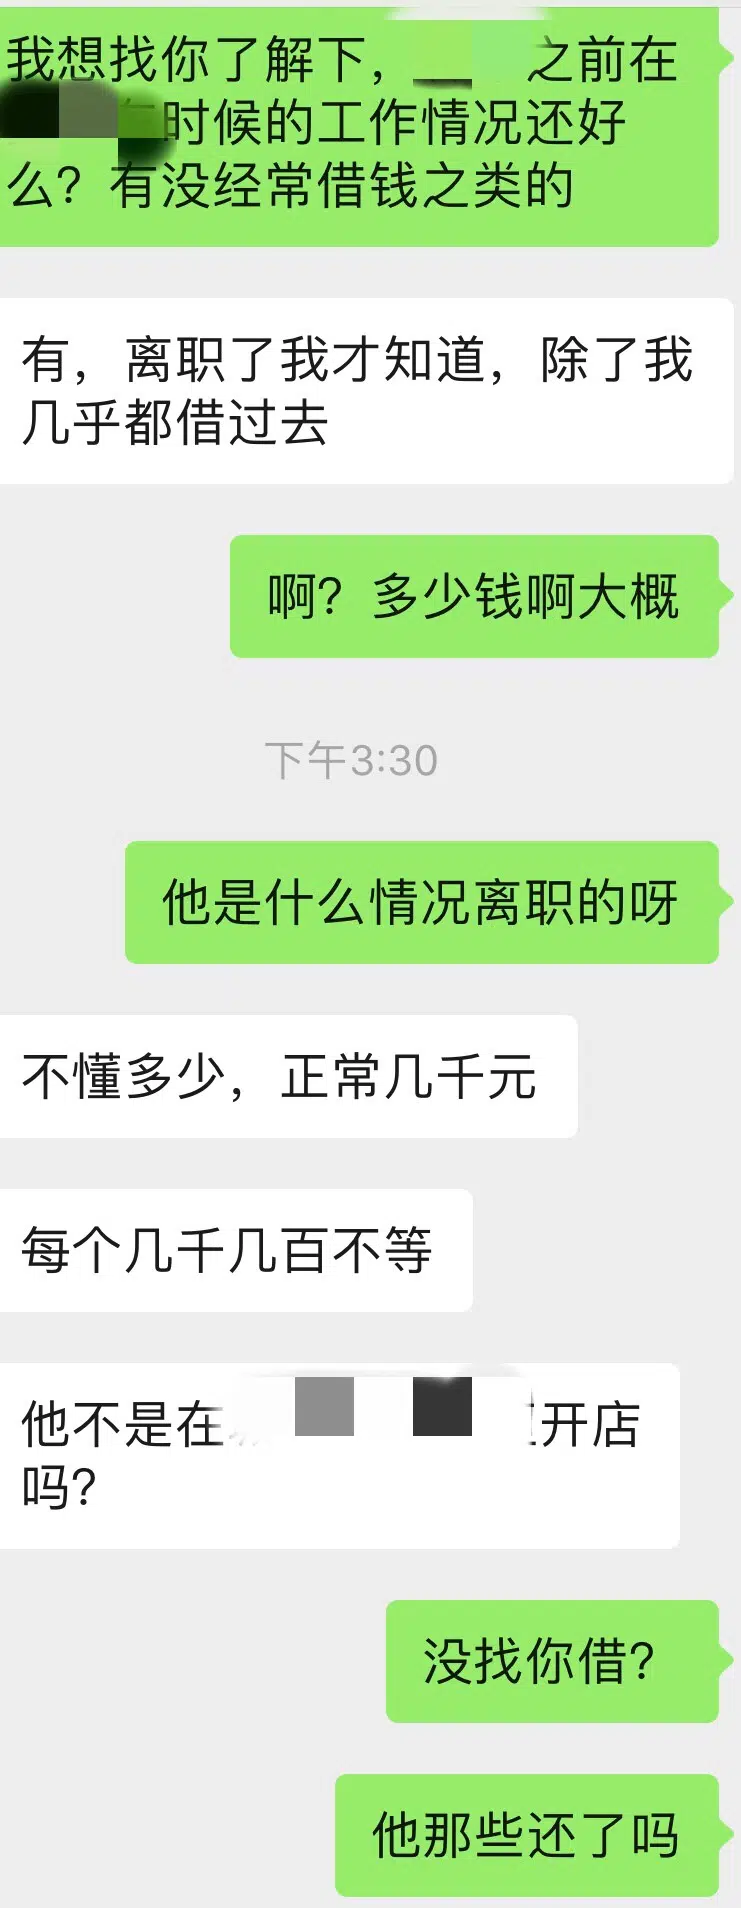 我想找你了解下，之前在
时候的工作情况还好
么？有没经常借钱之类的
有，离职了我才知道，除了我
几乎都借过去
啊？多少钱啊大概
下午3:30
他是什么情况离职的呀
不懂多少，正常几千元
每个几千几百不等
他不是在开店
吗？
没找你借？
他那些还了吗